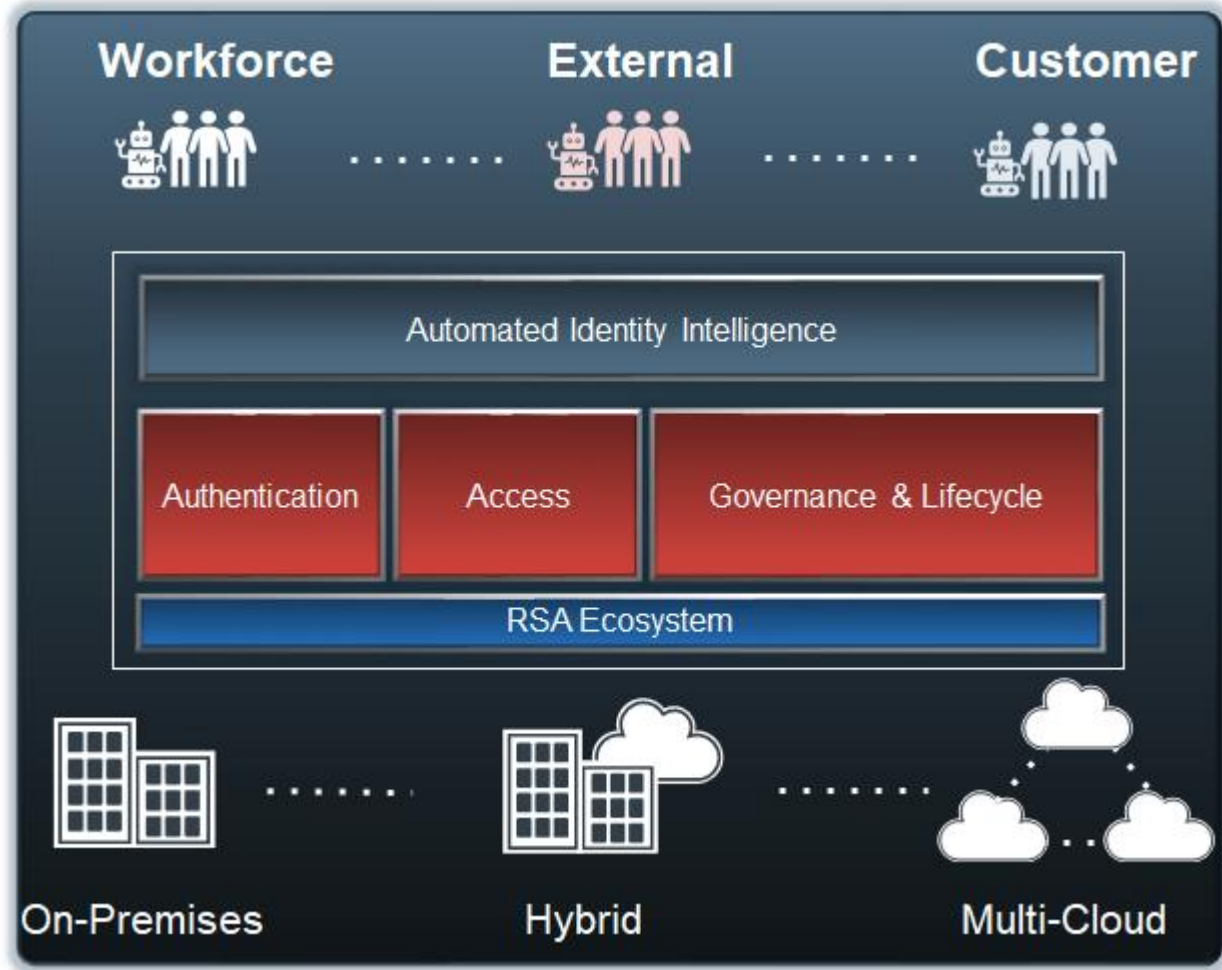 Workforce
External
Customer
Automated Identity Intelligence
Authentication
Access
Governance & Lifecycle
RSA Ecosystem
On-Premises
Hybrid
Multi-Cloud